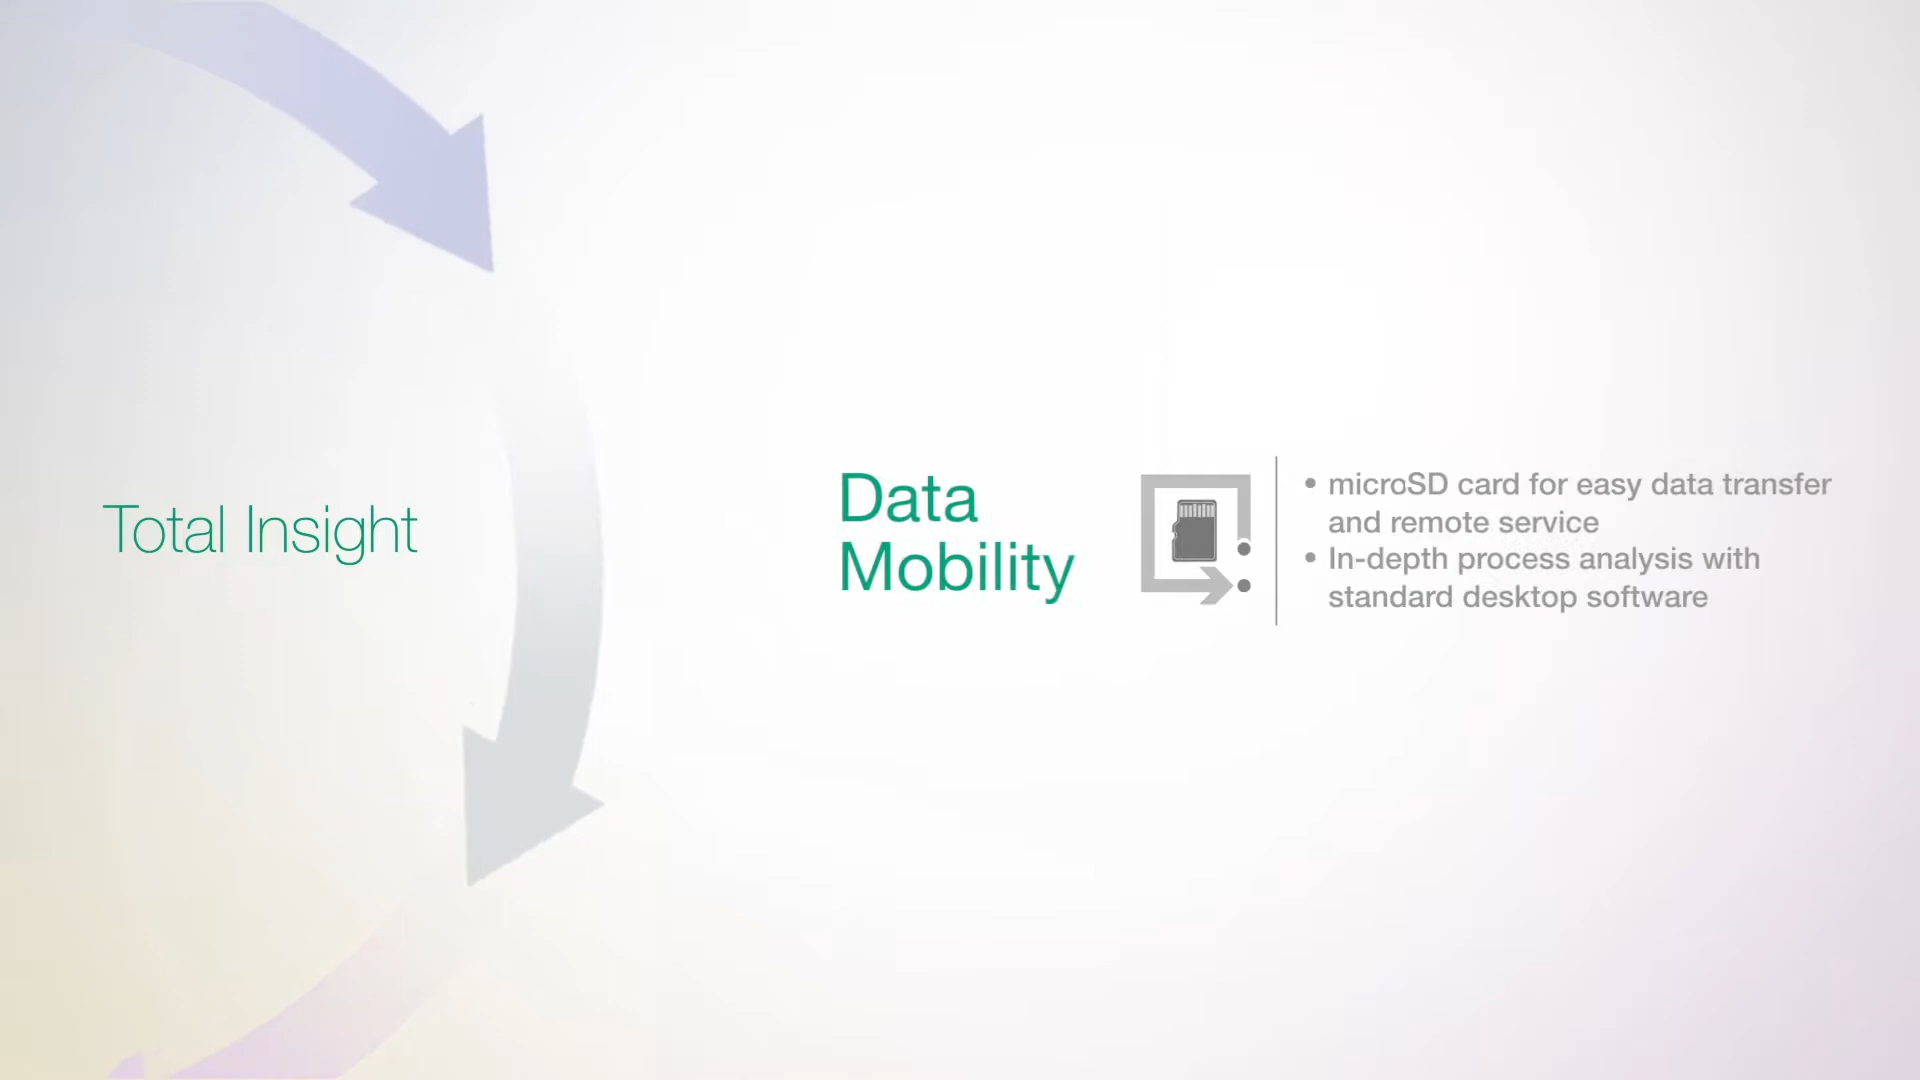 Total Insight
Data
Mobility
• microSD card for easy data transfer
and remote service
• In-depth process analysis with
standard desktop software